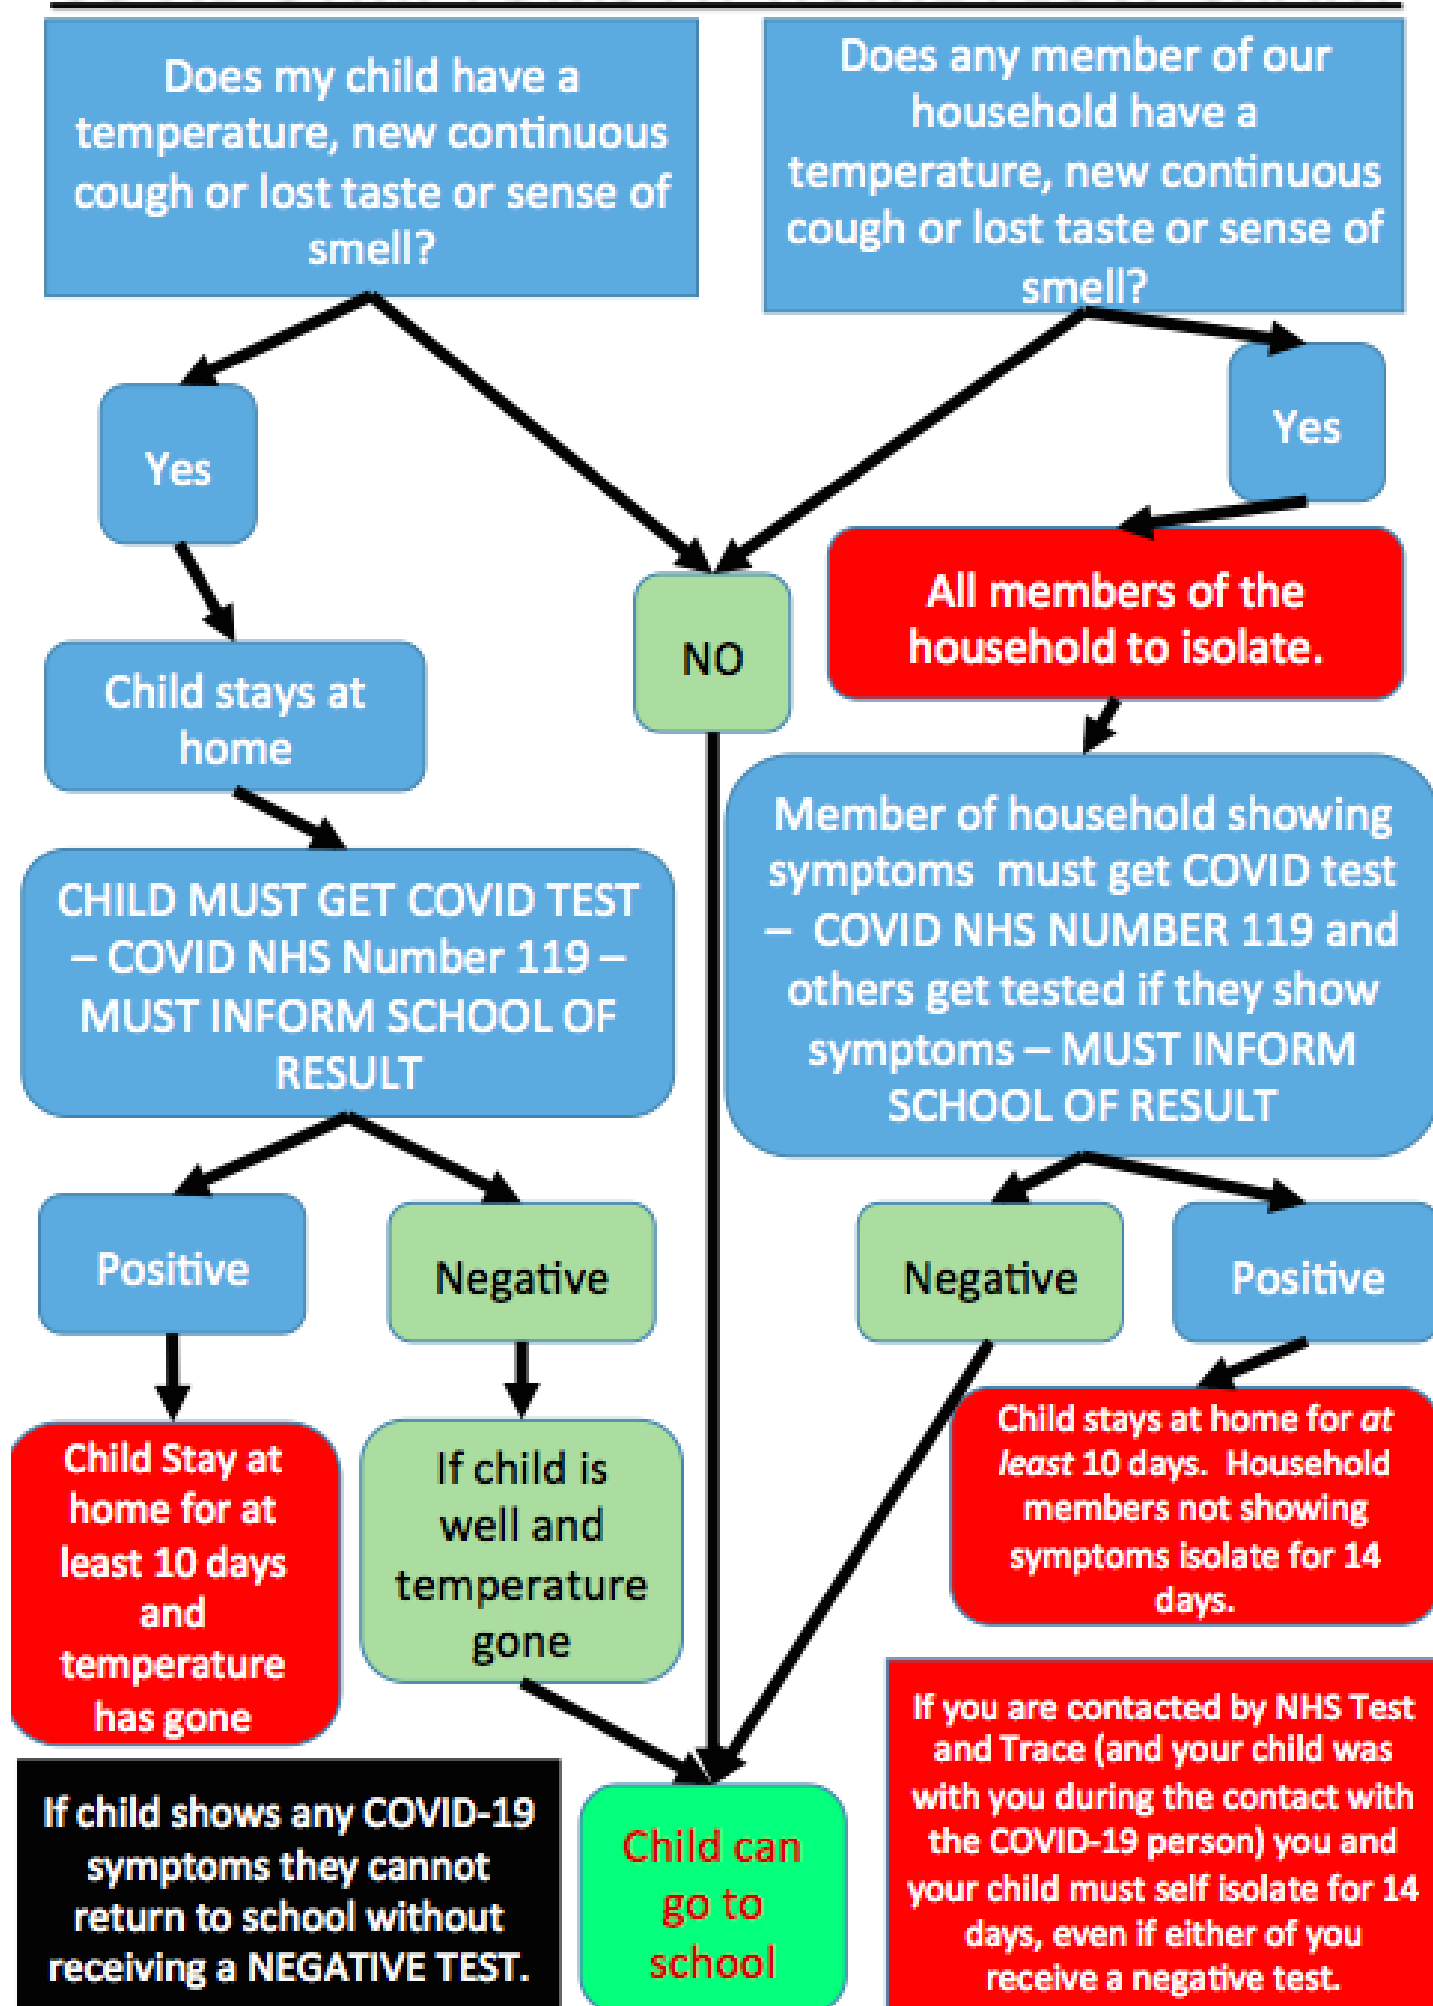 Does my child have a
temperature, new continuous
cough or lost taste or sense of
smell?
Does any member of our
household have a
temperature, new continuous
cough or lost taste or sense of
smell?
Yes
Yes
NO
All members of the
household to isolate.
Child stays at
home
Member of household showing
symptoms must get COVID test
– COVID NHS NUMBER 119 and
others get tested if they show
symptoms – MUST INFORM
SCHOOL OF RESULT
CHILD MUST GET COVID TEST
– COVID NHS Number 119 –
MUST INFORM SCHOOL OF
RESULT
Positive
Negative
Negative
Positive
Child Stay at
home for at
least 10 days
and
temperature
has gone
If child is
well and
temperature
gone
Child stays at home for at
least 10 days. Household
members not showing
symptoms isolate for 14
days.
If child shows any COVID-19
symptoms they cannot
return to school without
receiving a NEGATIVE TEST.
Child can
go to
school
If you are contacted by NHS Test
and Trace (and your child was
with you during the contact with
the COVID-19 person) you and
your child must self isolate for 14
days, even if either of you
receive a negative test.